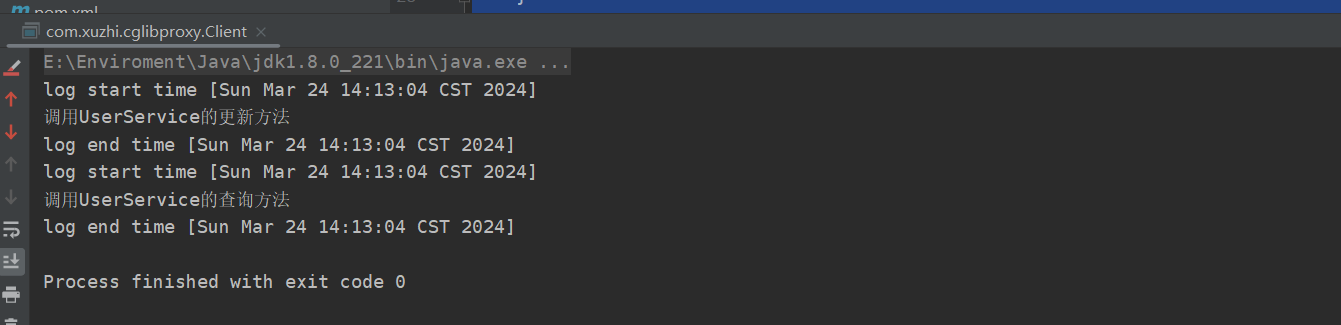 pom.xml
com.xuzhi.cglibproxy.Client
E:\Enviroment\Java\jdk1.8.0_221\bin\java.exe ...
log start time [Sun Mar 24 14:13:04 CST 2024]
调用UserService的更新方法
log end time [Sun Mar 24 14:13:04 CST 2024]
log start time [Sun Mar 24 14:13:04 CST 2024]
调用UserService的查询方法
log end time [Sun Mar 24 14:13:04 CST 2024]
Process finished with exit code 0